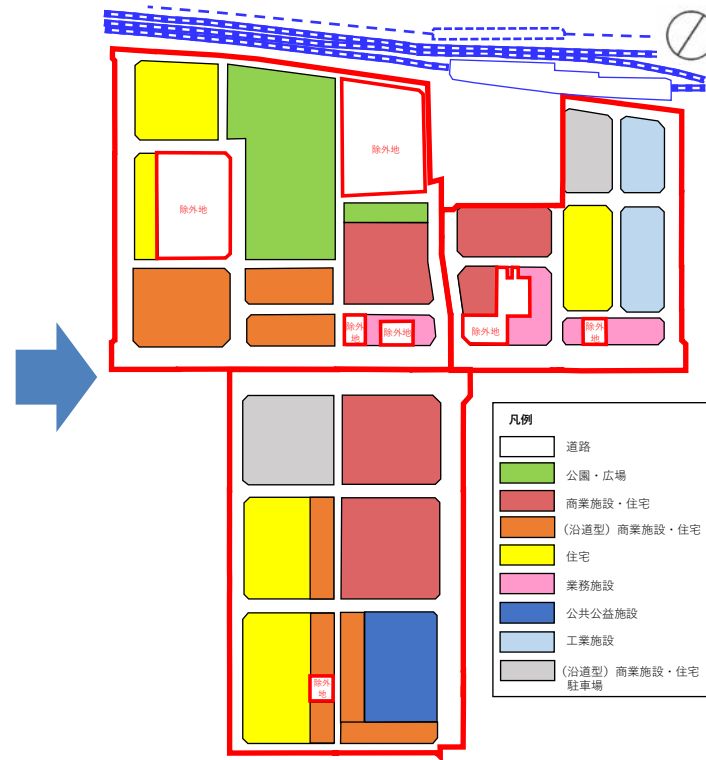 除外地
除外地
除外
地
除外地
除外地
除外
地
凡例
道路
公園・広場
商業施設・住宅
(沿道型)商業施設・住宅
住宅
業務施設
公共公益施設
工業施設
(沿道型)商業施設・住宅
駐車場
除外
地